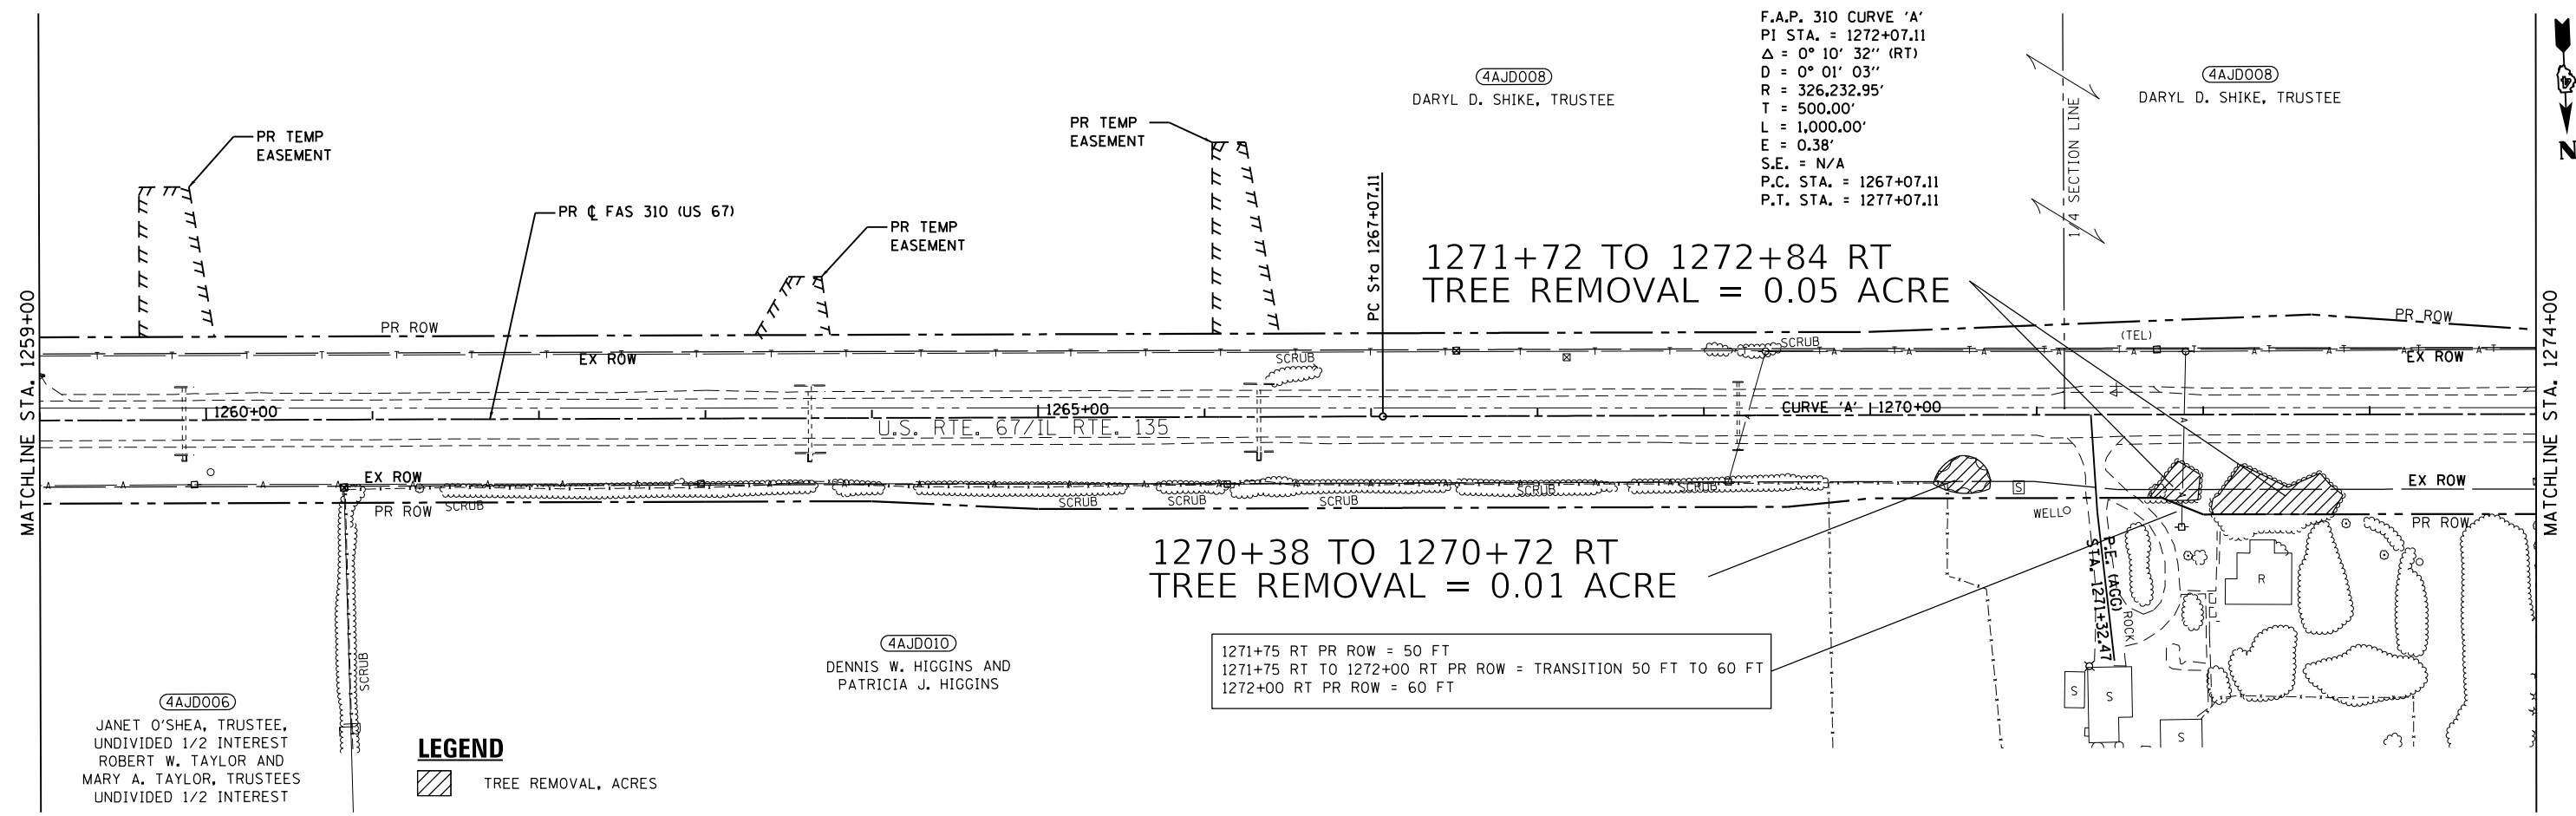 F.A.P. 310 CURVE 'A'
PI STA. = 1272+07.11
Δ = 0° 10' 32'' (RT)
D = 0° 01' 03''
R = 326,232.95'
T = 500.00'
L = 1,000.00'
E = 0.38'
S.E. = N/A
P.C. STA. = 1267+07.11
P.T. STA. = 1277+07.11
4AJD008
DARYL D. SHIKE, TRUSTEE
4AJD008
DARYL D. SHIKE, TRUSTEE
N
1/4 SECTION LINE
PR TEMP
EASEMENT
PR ℄ FAS 310 (US 67)
PR TEMP
EASEMENT
PR TEMP
EASEMENT
PC Sta 1267+07.11
1271+72 TO 1272+84 RT
TREE REMOVAL = 0.05 ACRE
MATCHLINE STA. 1259+00
MATCHLINE STA. 1274+00
PR ROW
PR ROW
EX ROW
SCRUB
SCRUB
(TEL)
EX ROW
1260+00
1265+00
CURVE 'A'
1270+00
U.S. RTE. 67/IL RTE. 135
EX ROW
EX ROW
PR ROW
SCRUB
SCRUB
SCRUB
SCRUB
SCRUB
SCRUB
S
WELL
PR ROW
1270+38 TO 1270+72 RT
TREE REMOVAL = 0.01 ACRE
P.E. (AGG)
STA. 1271+32.47
ROCK
R
1271+75 RT PR ROW = 50 FT
1271+75 RT TO 1272+00 RT PR ROW = TRANSITION 50 FT TO 60 FT
1272+00 RT PR ROW = 60 FT
4AJD010
DENNIS W. HIGGINS AND
PATRICIA J. HIGGINS
SCRUB
S
S
S
4AJD006
JANET O'SHEA, TRUSTEE,
UNDIVIDED 1/2 INTEREST
ROBERT W. TAYLOR AND
MARY A. TAYLOR, TRUSTEES
UNDIVIDED 1/2 INTEREST
LEGEND
TREE REMOVAL, ACRES